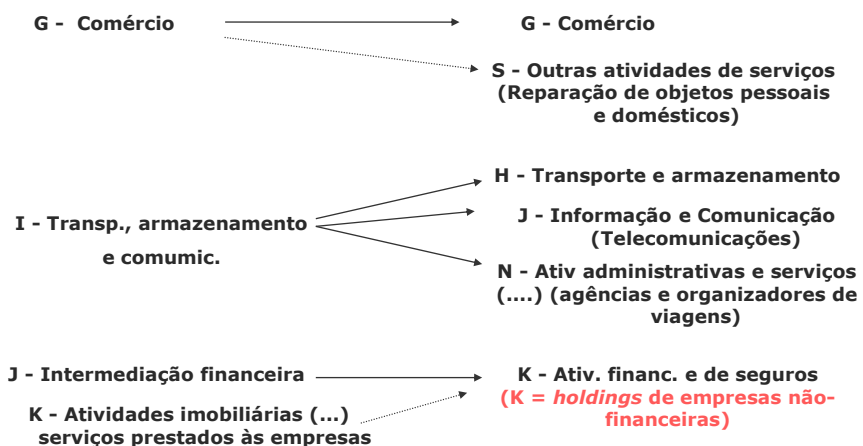 G -  Comércio
G - Comércio
S - Outras atividades de serviços
(Reparação de objetos pessoais
e domésticos)
H - Transporte e armazenamento
I - Transp., armazenamento
e comumic.
J - Informação e Comunicação
(Telecomunicações)
N - Ativ administrativas e serviços
(....) (agências e organizadores de
viagens)
J - Intermediação financeira
K - Ativ. financ. e de seguros
(K = holdings de empresas não-
financeiras)
K - Atividades imobiliárias (...)
serviços prestados às empresas